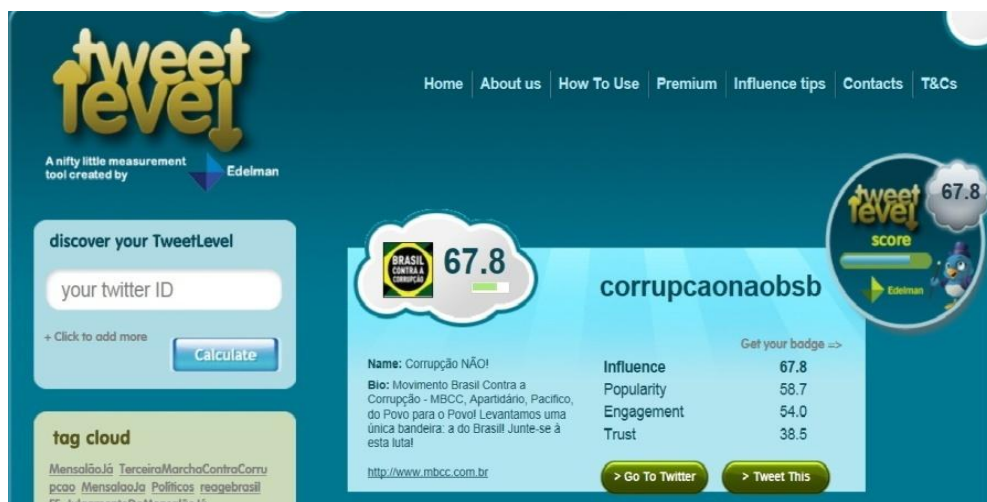 tweet
level
A nifty little measurement
tool created by
Edelman
Home About us How To Use Premium Influence tips Contacts T&Cs
discover your TweetLevel
your twitter ID
+ Click to add more
Calculate
tag cloud
MensalãoJá TerceiraMarchaContraCorru
pcao MensalaoJa Políticos reagebrasil
BRASIL
CONTRA A
CORRUPÇÃO
67.8
corrupcaonaobsb
tweet
level
67.8
score
Edelman
Get your badge =>
Name: Corrupção NÃO!
Bio: Movimento Brasil Contra a
Corrupção - MBCC, Apartidário, Pacifico,
do Povo para o Povo! Levantamos uma
única bandeira: a do Brasil! Junte-se à
esta luta!
http://www.mbcc.com.br
Influence 67.8
Popularity 58.7
Engagement 54.0
Trust 38.5
> Go To Twitter
> Tweet This